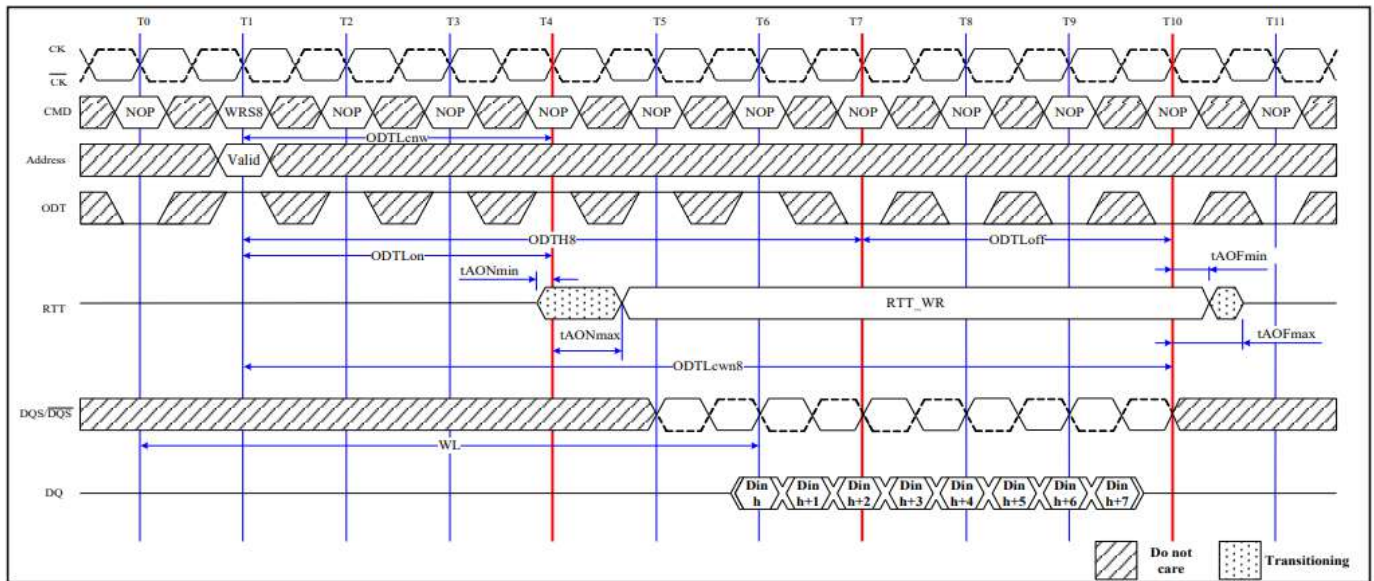 T0 T1 T2 T3 T4 T5 T6 T7 T8 T9 T10 T11
CK
CK
CMD NOP WRS8 NOP NOP NOP NOP NOP NOP NOP NOP NOP NOP
ODTLcnw
Address Valid
ODT
ODTH8 ODTLoff
ODTLon
tAONmin tAOFmin
RTT RTT_WR
tAONmax tAOFmax
ODTLcwn8
DQS/DQS
WL
DQ Din h Din h+1 Din h+2 Din h+3 Din h+4 Din h+5 Din h+6 Din h+7
Do not care Transitioning